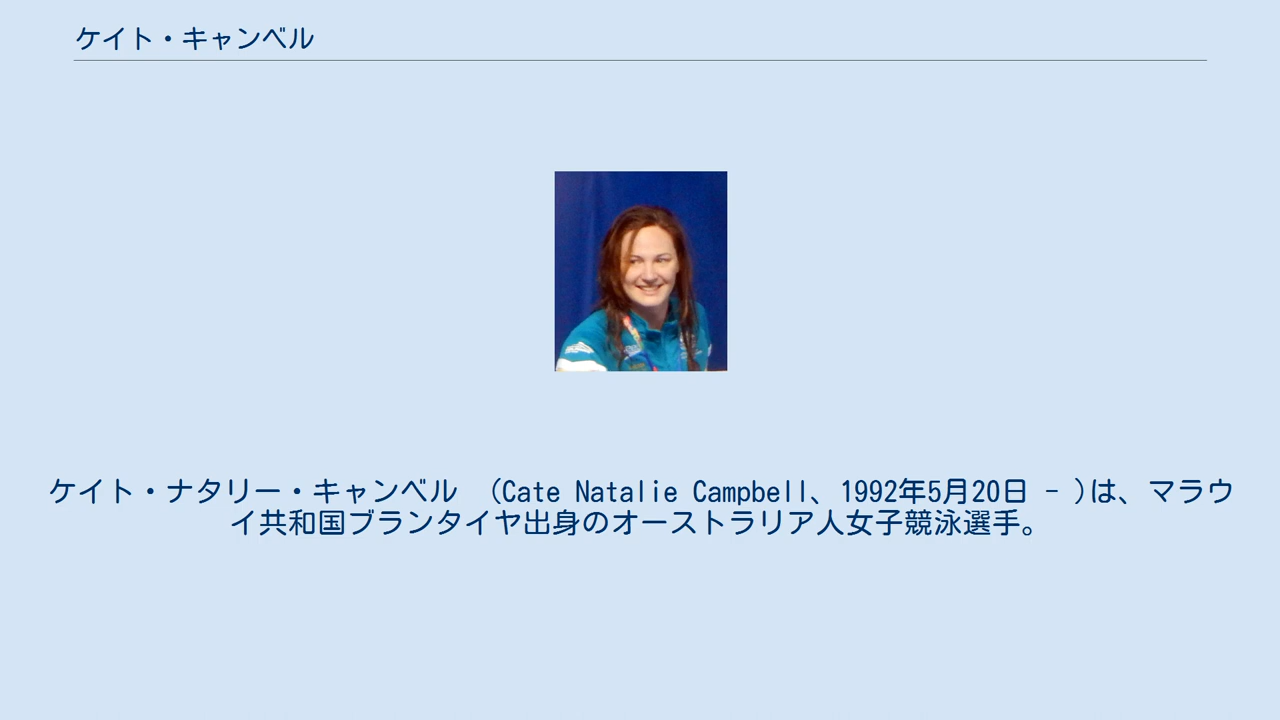 ケイト・キャンベル
ケイト・ナタリー・キャンベル　（Cate Natalie Campbell、1992年5月20日 - )は、マラウ
イ共和国ブランタイヤ出身のオーストラリア人女子競泳選手。